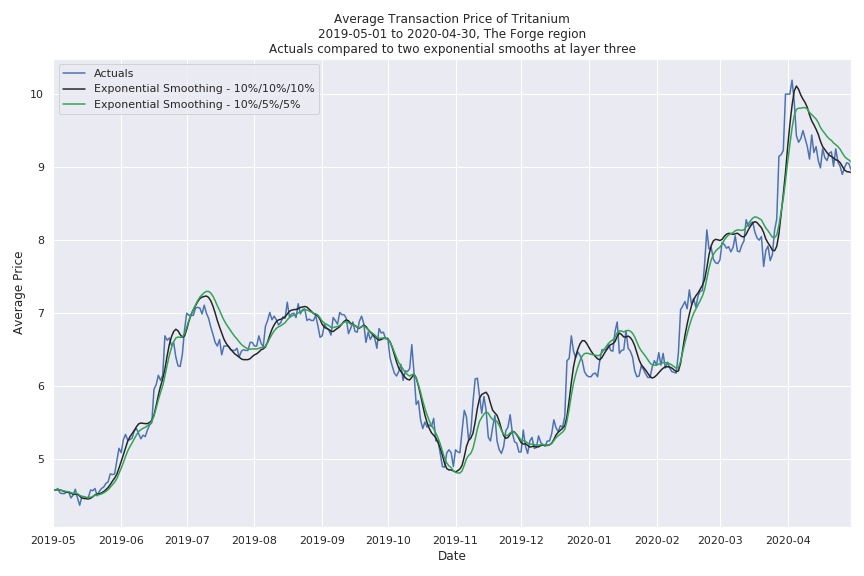 Average Transaction Price of Tritanium
2019-05-01 to 2020-04-30, The Forge region
Actuals compared to two exponential smooths at layer three
Actuals
Exponential Smoothing - 10%/10%/10%
Exponential Smoothing - 10%/5%/5%
Average Price
10
9
8
7
6
5
2019-05 2019-06 2019-07 2019-08 2019-09 2019-10 2019-11 2019-12 2020-01 2020-02 2020-03 2020-04
Date